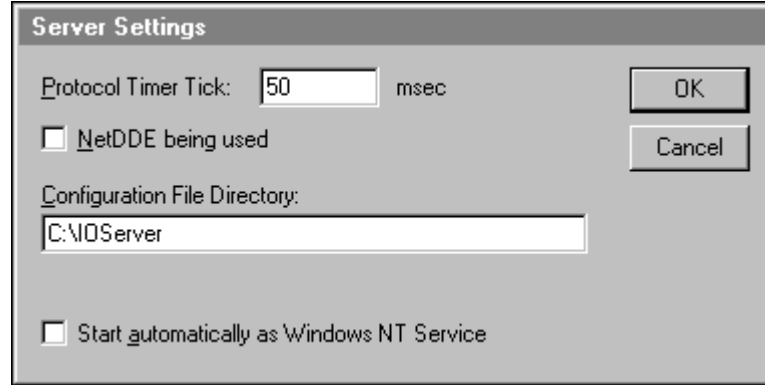 Server Settings
Protocol Timer Tick: 50 msec
OK
NetDDE being used
Cancel
Configuration File Directory:
C:\IOServer
Start automatically as Windows NT Service